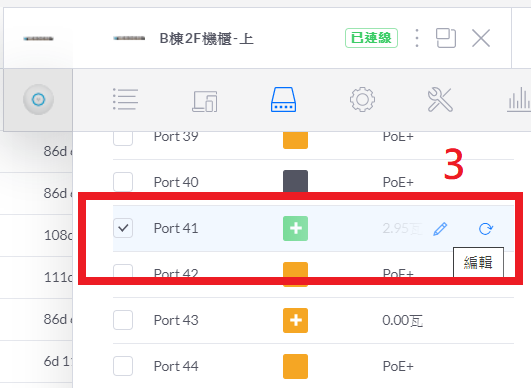 B棟2F機櫃-上
已連線
Port 39
PoE+
86d
3
86d
Port 40
PoE+
108d
Port 41
2.95瓦
編輯
111d
Port 42
PoE+
86d
Port 43
0.00瓦
6d 1
Port 44
PoE+